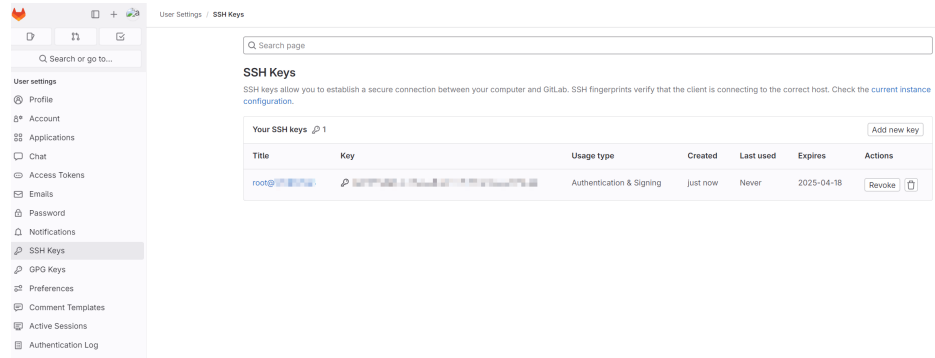 User Settings / SSH Keys
Search or go to...
User settings
Profile
Account
Applications
Chat
Access Tokens
Emails
Password
Notifications
SSH Keys
GPG Keys
Preferences
Comment Templates
Active Sessions
Authentication Log
Search page
SSH Keys
SSH keys allow you to establish a secure connection between your computer and GitLab. SSH fingerprints verify that the client is connecting to the correct host. Check the current instance
configuration.
Your SSH keys 1
Add new key
Title Key Usage type Created Last used Expires Actions
root@ Authentication & Signing just now Never 2025-04-18 Revoke